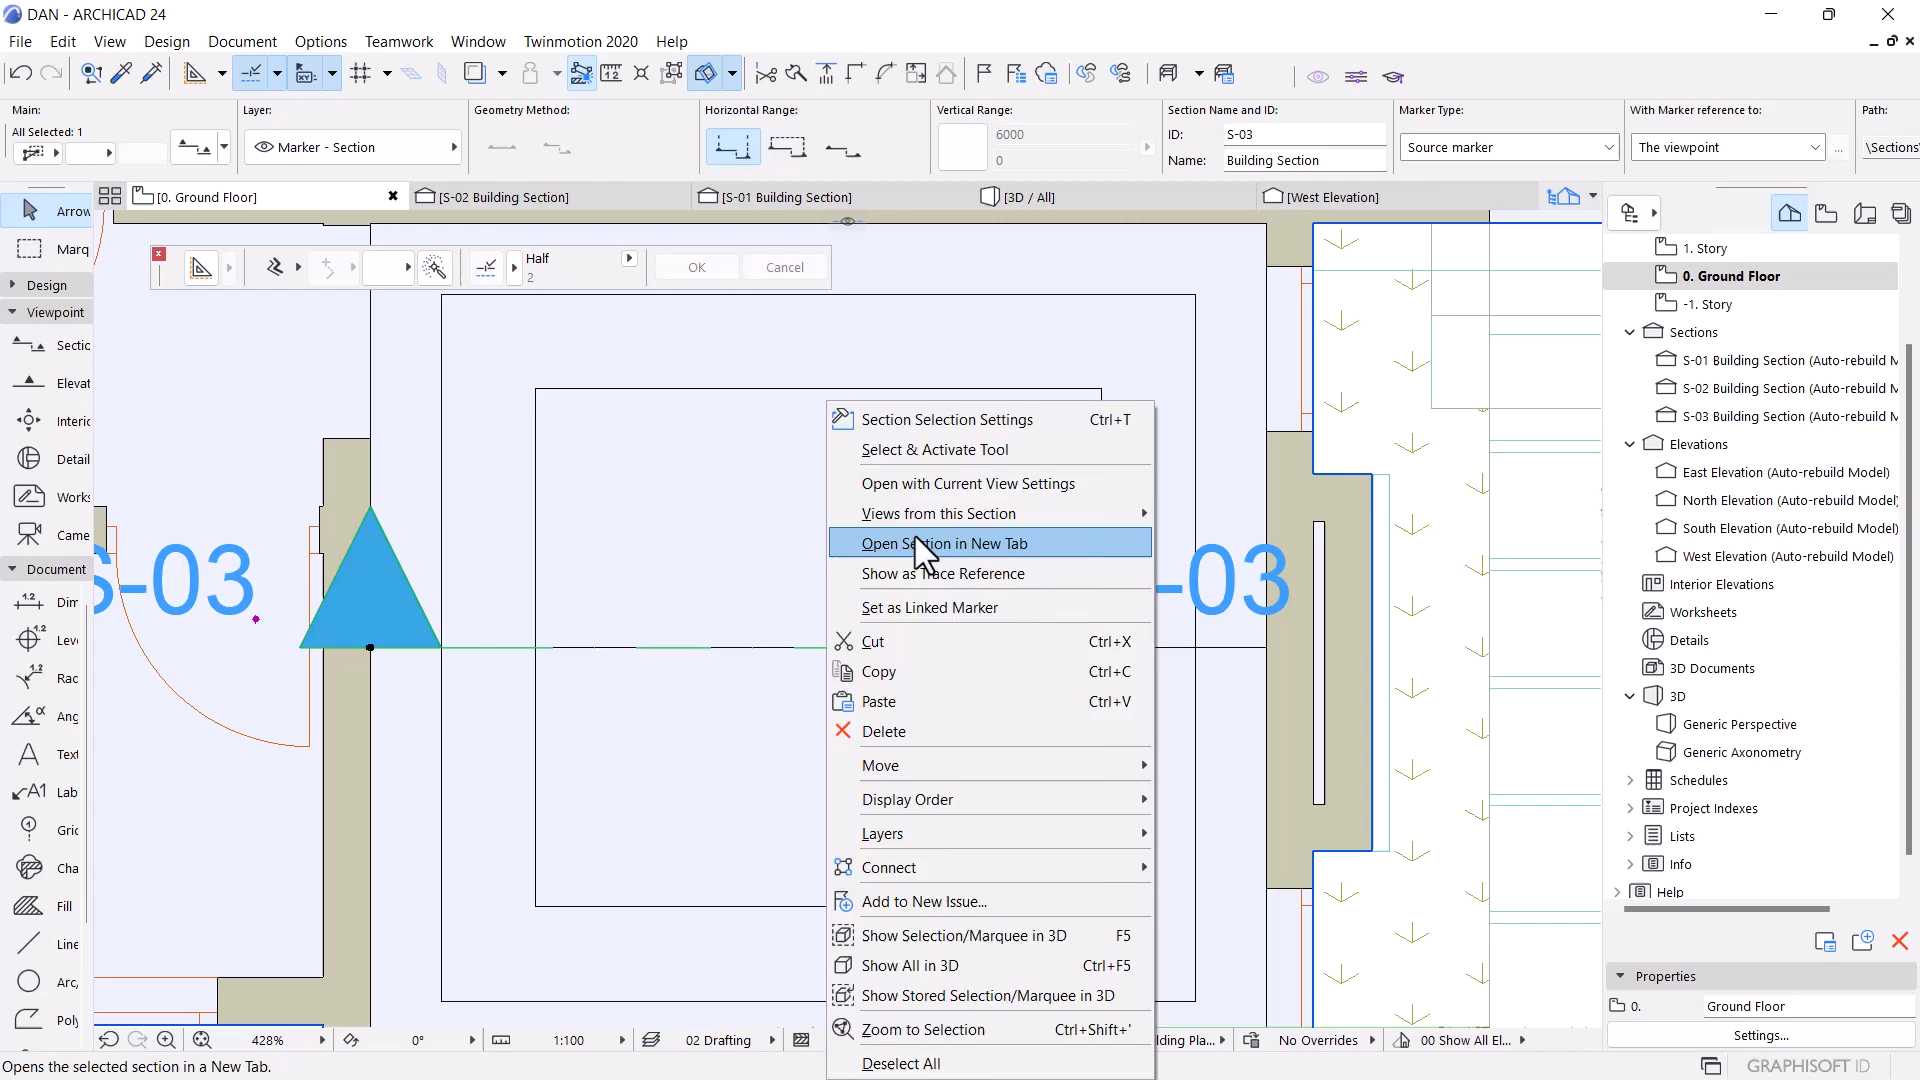 DAN - ARCHICAD 24
File Edit View Design Document Options Teamwork Window Twinmotion 2020 Help
Main:
All Selected: 1
Layer:
Marker - Section
Geometry Method:
Horizontal Range:
Vertical Range:
6000
0
Section Name and ID:
ID: S-03
Name: Building Section
Marker Type:
Source marker
With Marker reference to:
The viewpoint
...
Path:
\Sections\
[0. Ground Floor]
[S-02 Building Section]
[S-01 Building Section]
[3D / All]
[West Elevation]
Arrow
Marq
Design
Viewpoint
Sectio
Elevat
Interio
Detail
Works
Came
Document
Dim
Leve
Rad
Ang
Text
Lab
Grid
Cha
Fill
Line
Arc/
Poly
Half
2
OK
Cancel
S-03
-03
Section Selection Settings Ctrl+T
Select & Activate Tool
Open with Current View Settings
Views from this Section
Open Section in New Tab
Show as Trace Reference
Set as Linked Marker
Cut Ctrl+X
Copy Ctrl+C
Paste Ctrl+V
Delete
Move
Display Order
Layers
Connect
Add to New Issue...
Show Selection/Marquee in 3D F5
Show All in 3D Ctrl+F5
Show Stored Selection/Marquee in 3D
Zoom to Selection Ctrl+Shift+'
Deselect All
1. Story
0. Ground Floor
-1. Story
Sections
S-01 Building Section (Auto-rebuild M
S-02 Building Section (Auto-rebuild M
S-03 Building Section (Auto-rebuild M
Elevations
East Elevation (Auto-rebuild Model)
North Elevation (Auto-rebuild Model)
South Elevation (Auto-rebuild Model)
West Elevation (Auto-rebuild Model)
Interior Elevations
Worksheets
Details
3D Documents
3D
Generic Perspective
Generic Axonometry
Schedules
Project Indexes
Lists
Info
Help
Properties
0. Ground Floor
Settings...
428%
0°
1:100
02 Drafting
lding Pla...
No Overrides
00 Show All El...
Opens the selected section in a New Tab.
GRAPHISOFT ID